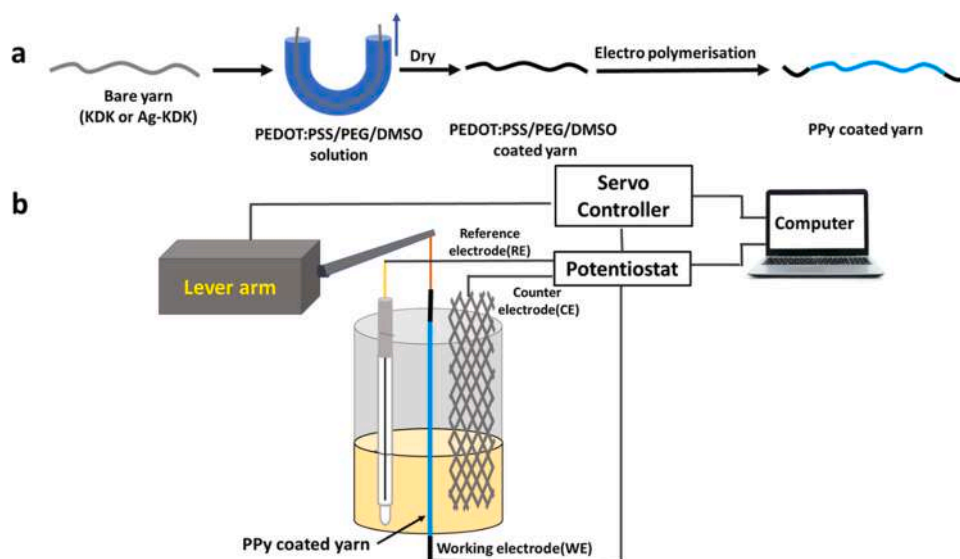 a
Bare yarn
(KDK or Ag-KDK)
PEDOT:PSS/PEG/DMSO
solution
Dry
PEDOT:PSS/PEG/DMSO
coated yarn
Electro polymerisation
PPy coated yarn
b
Servo
Controller
Computer
Reference
electrode(RE)
Potentiostat
Lever arm
Counter
electrode(CE)
PPy coated yarn
Working electrode(WE)